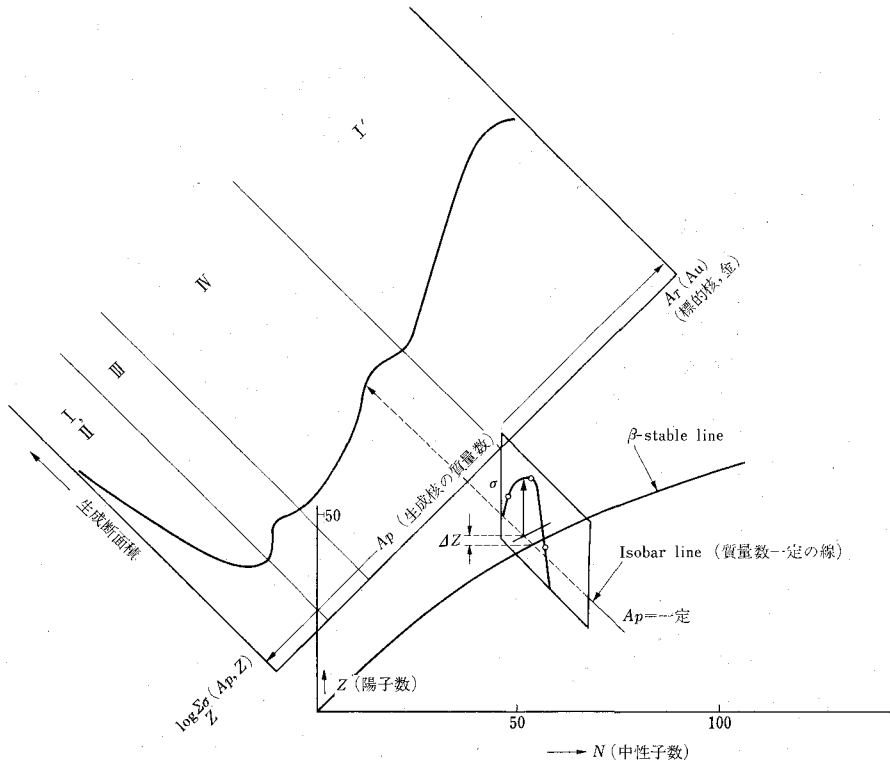 I′
IV
III
I,
II
生成断面積
A_T (Au)
(標的核, 金)
β-stable line
σ
Ap (生成核の質量数)
50
ΔZ
Isobar line (質量数一定の線)
Ap=一定
log Σσ (Ap, Z)
Z
Z (陽子数)
50
100
N (中性子数)